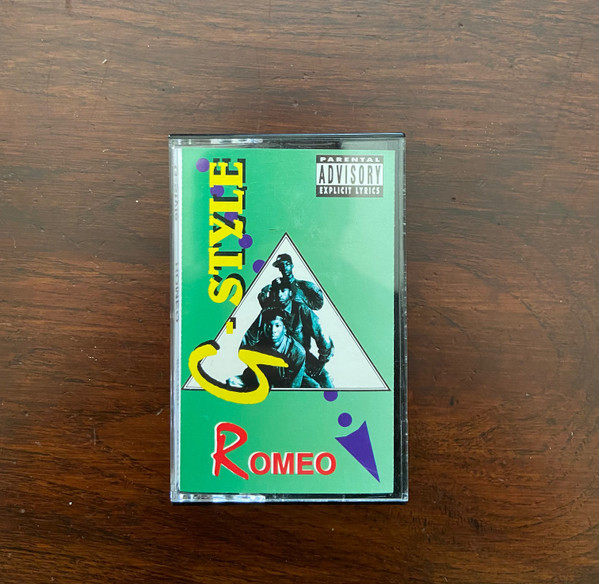 PARENTAL
ADVISORY
EXPLICIT LYRICS
G-STYLE
ROMEO